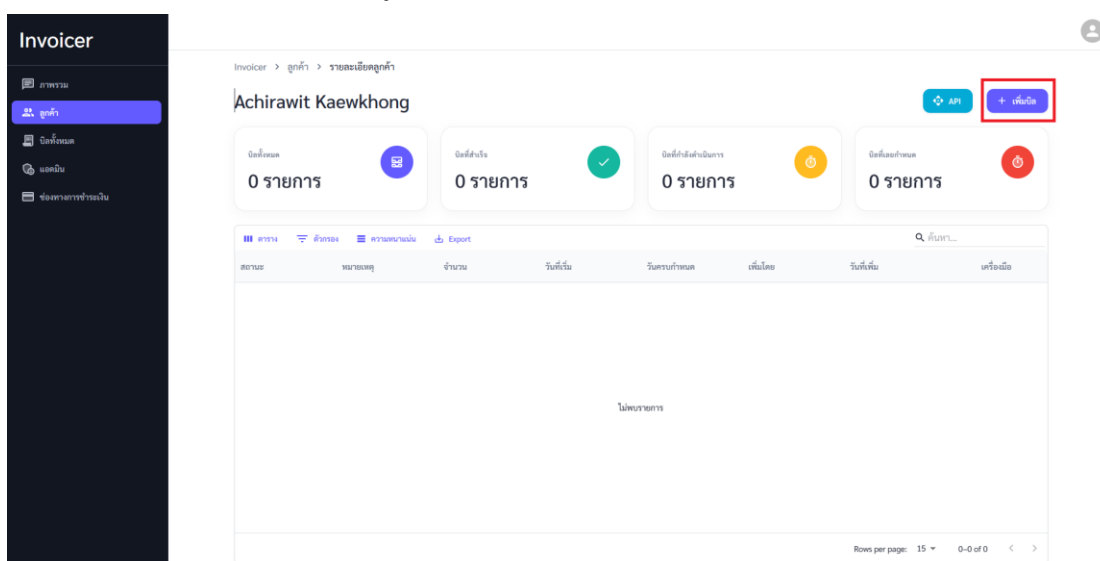 Invoicer
ภาพรวม
ลูกค้า
บิลทั้งหมด
แอดมิน
ช่องทางการชำระเงิน
Invoicer > ลูกค้า > รายละเอียดลูกค้า
Achirawit Kaewkhong
API
+ เพิ่มบิล
บิลทั้งหมด
0 รายการ
บิลที่สำเร็จ
0 รายการ
บิลที่กำลังดำเนินการ
0 รายการ
บิลที่เลยกำหนด
0 รายการ
ตาราง ตัวกรอง ความหนาแน่น Export
ค้นหา...
สถานะ หมายเหตุ จำนวน วันที่เริ่ม วันครบกำหนด เพิ่มโดย วันที่เพิ่ม เครื่องมือ
ไม่พบรายการ
Rows per page: 15 0-0 of 0